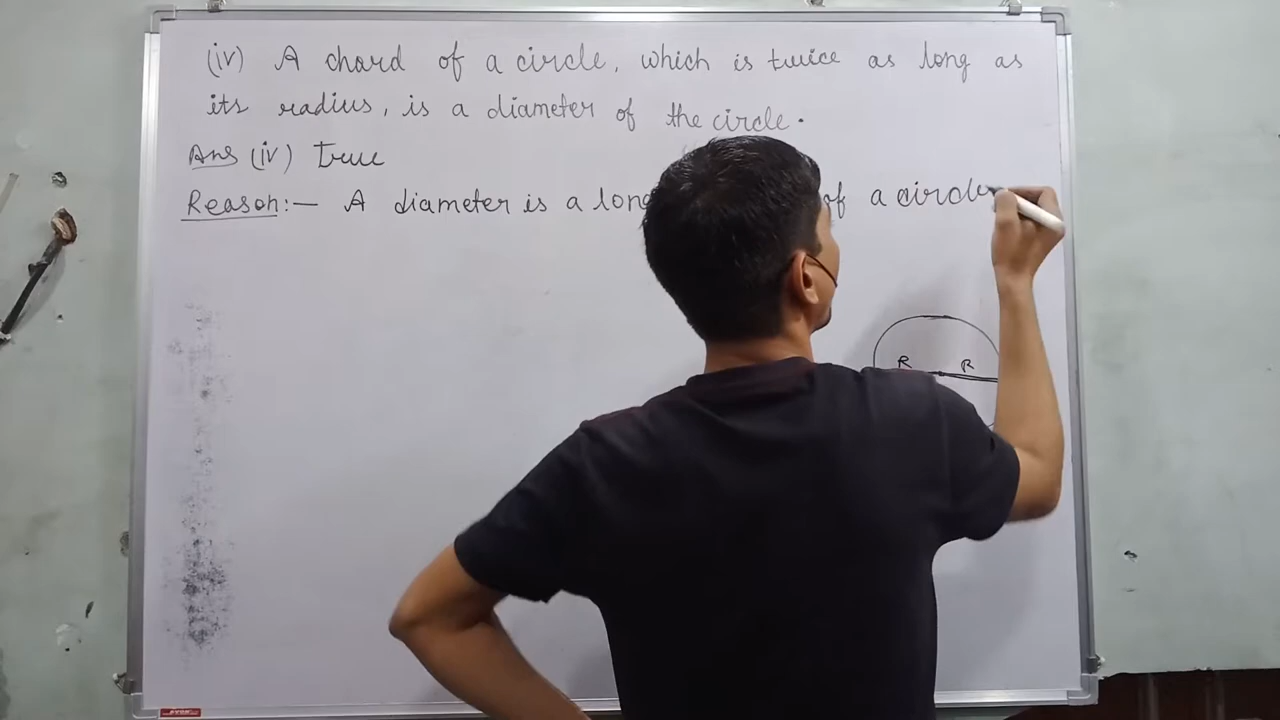 (iv) A chord of a circle, which is twice as long as
its radius, is a diameter of the circle.
Ans (iv) True
Reason:— A diameter is a long of a circle
R R